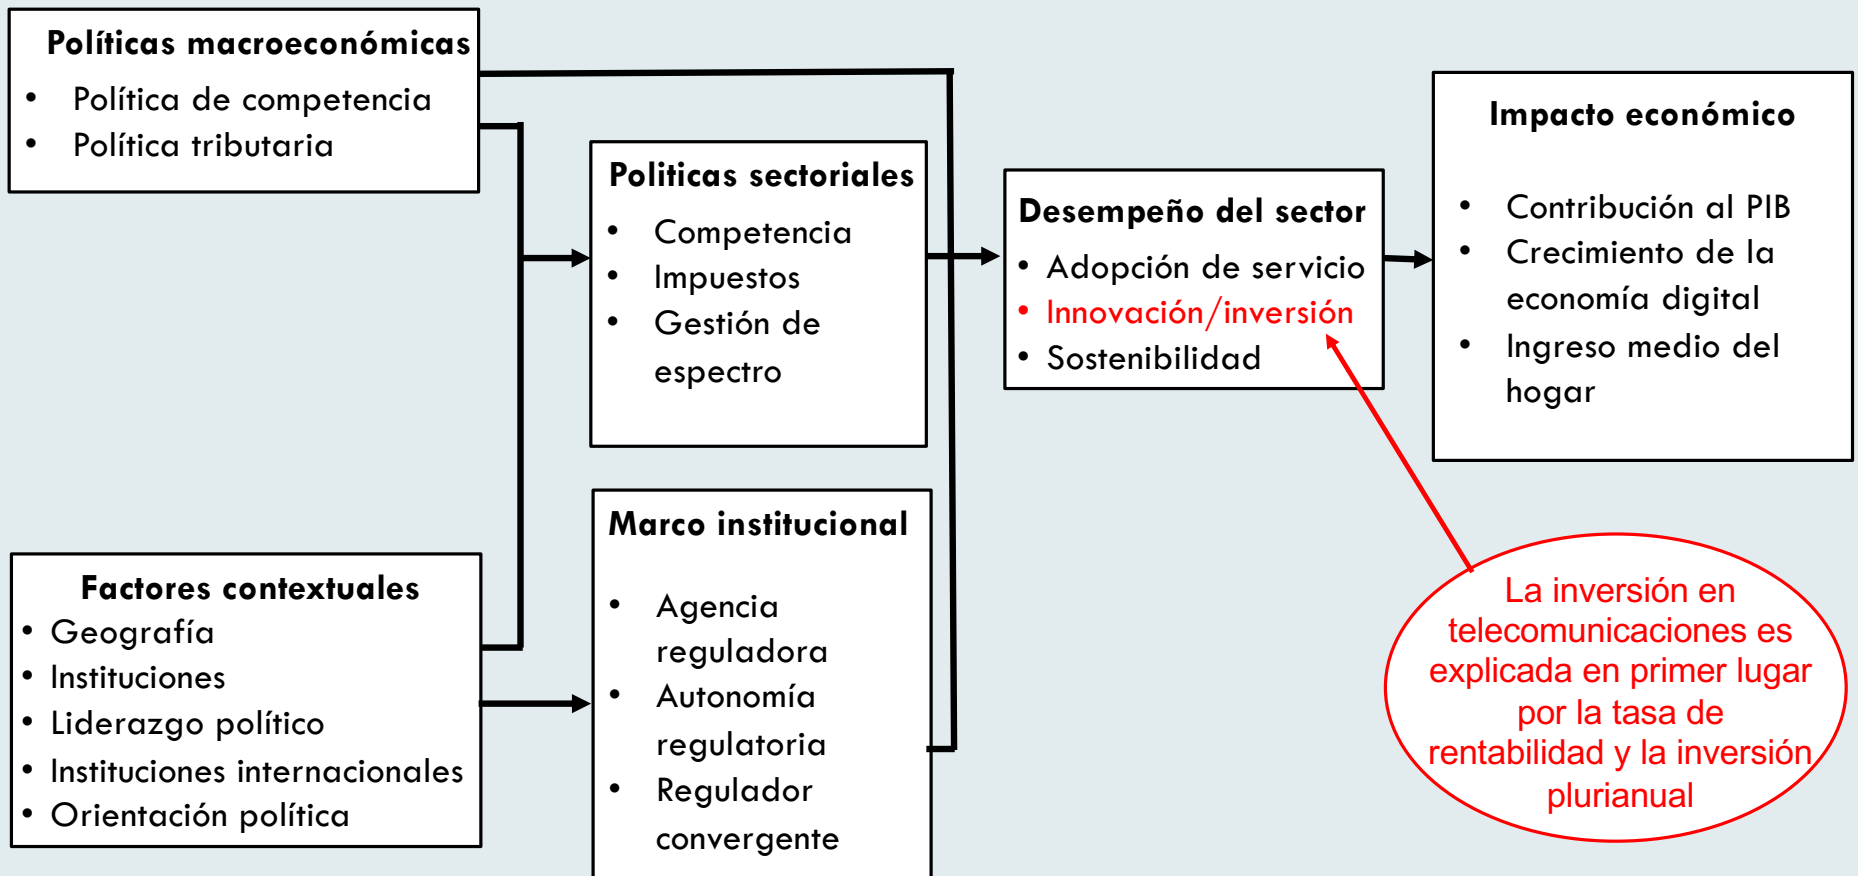 Políticas macroeconómicas
• Política de competencia
• Política tributaria
Factores contextuales
• Geografía
• Instituciones
• Liderazgo político
• Instituciones internacionales
• Orientación política
Politicas sectoriales
• Competencia
• Impuestos
• Gestión de
espectro
Marco institucional
• Agencia
reguladora
• Autonomía
regulatoria
• Regulador
convergente
Desempeño del sector
• Adopción de servicio
• Innovación/inversión
• Sostenibilidad
Impacto económico
• Contribución al PIB
• Crecimiento de la
economía digital
• Ingreso medio del
hogar
La inversión en
telecomunicaciones es
explicada en primer lugar
por la tasa de
rentabilidad y la inversión
plurianual